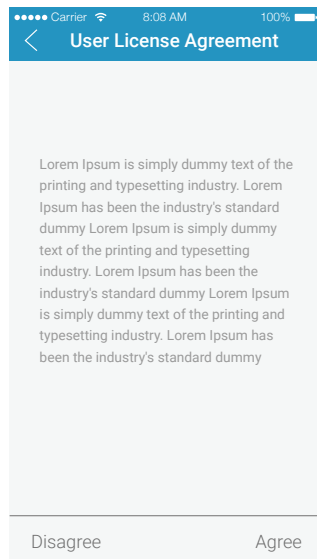 Carrier 8:08 AM 100%
User License Agreement
Lorem Ipsum is simply dummy text of the
printing and typesetting industry. Lorem
Ipsum has been the industry's standard
dummy Lorem Ipsum is simply dummy
text of the printing and typesetting
industry. Lorem Ipsum has been the
industry's standard dummy Lorem Ipsum
is simply dummy text of the printing and
typesetting industry. Lorem Ipsum has
been the industry's standard dummy
Disagree Agree